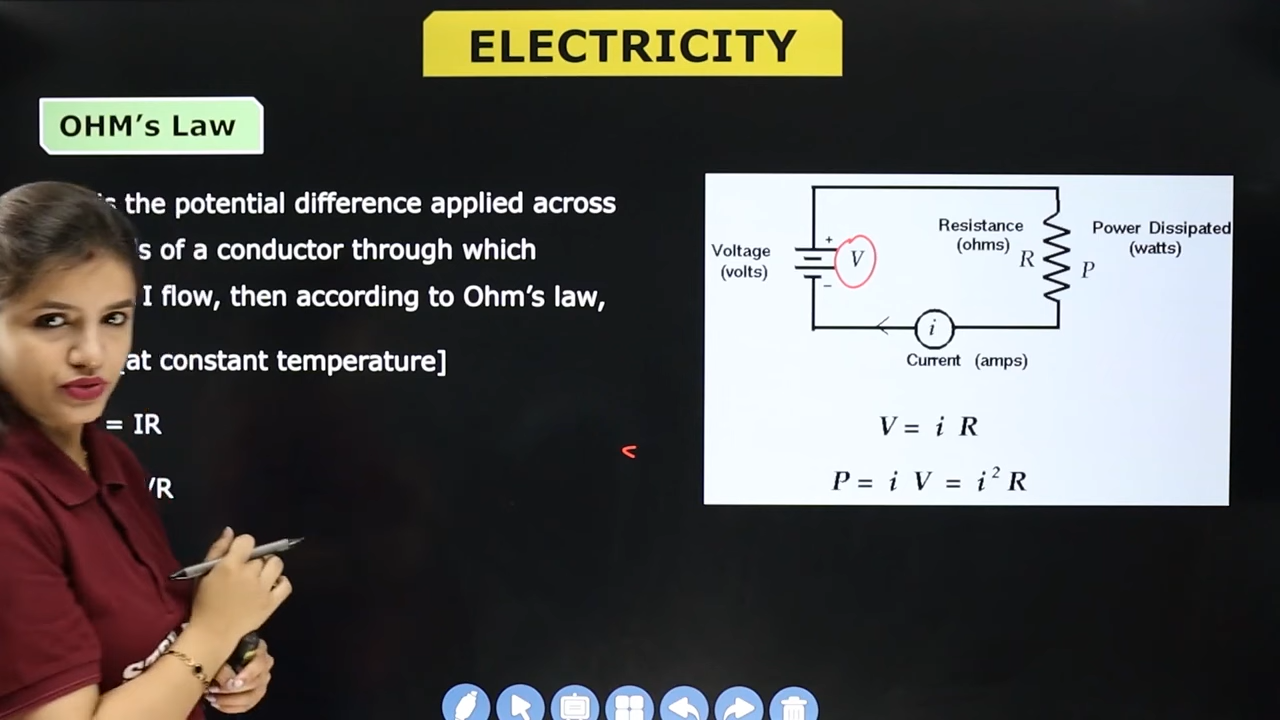 ELECTRICITY
OHM's Law
is the potential difference applied across
s of a conductor through which
I flow, then according to Ohm's law,
[at constant temperature]
= IR
V/R
Voltage
(volts)
+
V
−
Resistance
(ohms)
R
Power Dissipated
(watts)
P
i
Current (amps)
V = i R
P = i V = i² R